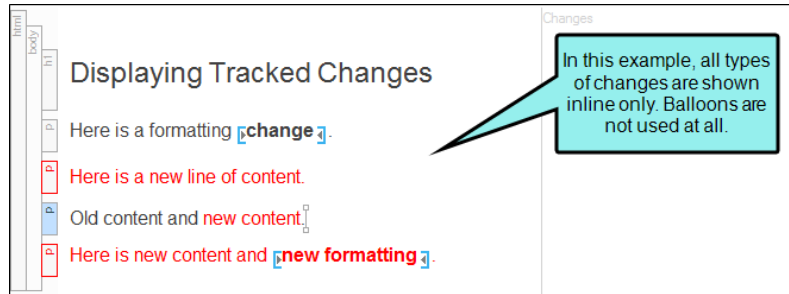 html
body
h1
Displaying Tracked Changes
p
Here is a formatting change.
p
Here is a new line of content.
p
Old content and new content.
p
Here is new content and new formatting.
Changes
In this example, all types
of changes are shown
inline only. Balloons are
not used at all.